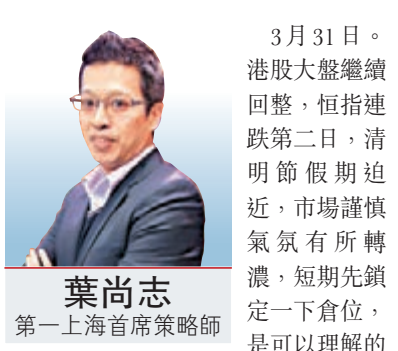 3月31日。
港股大盤繼續
回整，恒指連
跌第二日，清
明節假期迫
近，市場謹慎
氣氛有所轉
濃，短期先鎖
定一下倉位，
是可以理解的
葉尚志
第一上海首席策略師